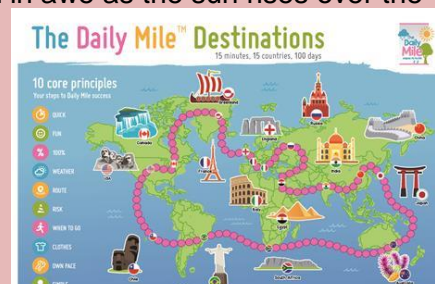 in awe as the sun rises over the
The Daily Mile™ Destinations
15 minutes, 15 countries, 100 days
The Daily Mile
10 core principles
Your steps to Daily Mile success
QUICK
FUN
100%
WEATHER
ROUTE
RISK
WHEN TO GO
CLOTHES
OWN PACE
SIMPLE
Greenland
Canada
USA
England
France
Russia
China
India
Italy
Egypt
Japan
Chile
South Africa